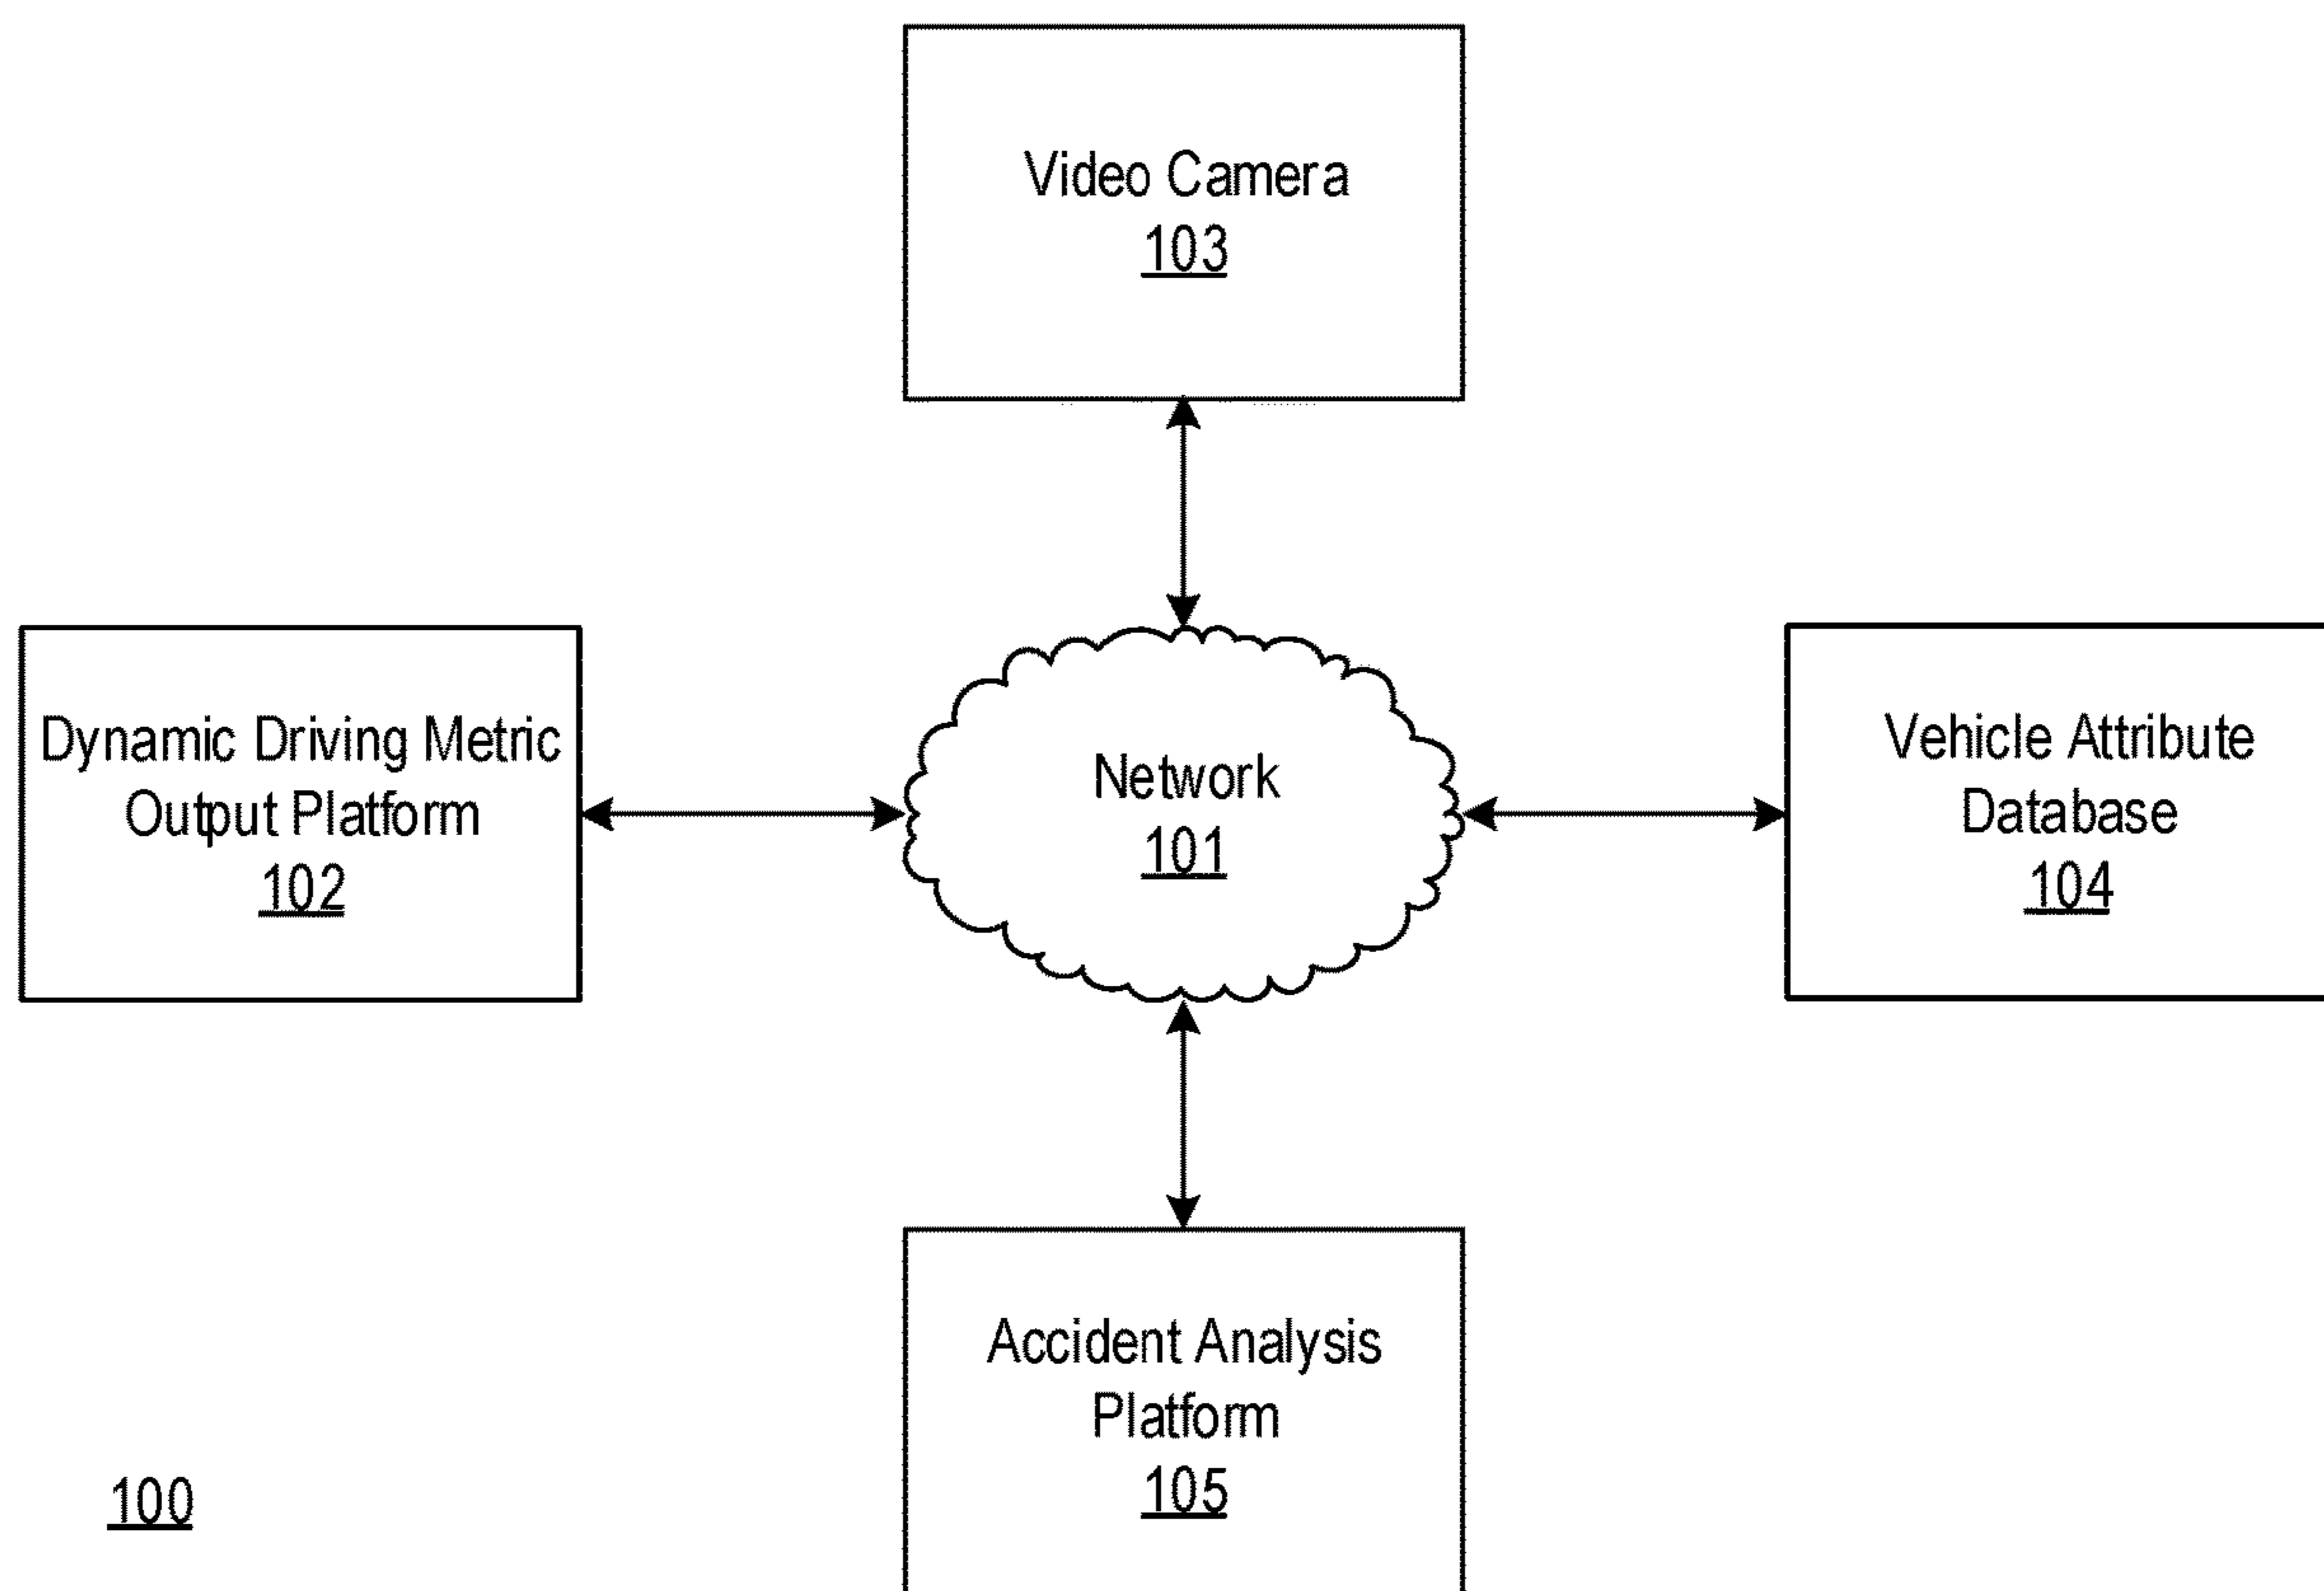 Video Camera
103
Dynamic Driving Metric
Output Platform
102
Network
101
Vehicle Attribute
Database
104
Accident Analysis
Platform
105
100